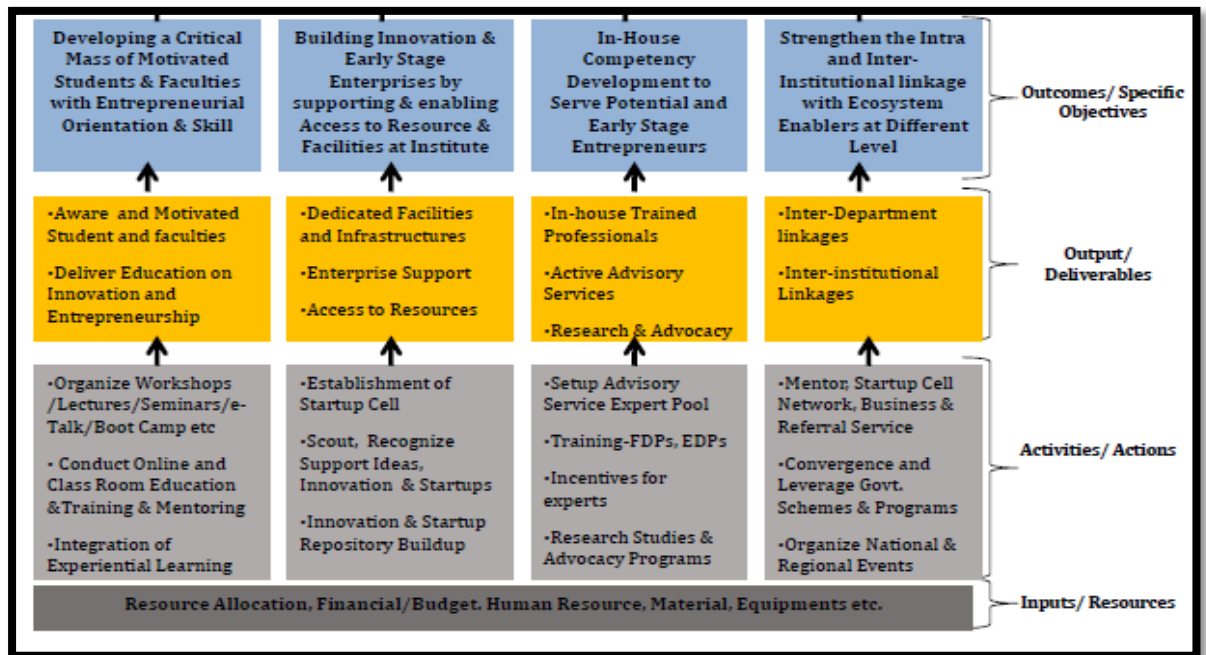 Developing a Critical
Mass of Motivated
Students & Faculties
with Entrepreneurial
Orientation & Skill
Building Innovation &
Early Stage
Enterprises by
supporting & enabling
Access to Resource &
Facilities at Institute
In-House
Competency
Development to
Serve Potential and
Early Stage
Entrepreneurs
Strengthen the Intra
and Inter-
Institutional linkage
with Ecosystem
Enablers at Different
Level
Outcomes/ Specific
Objectives
•Aware and Motivated
Student and faculties
•Deliver Education on
Innovation and
Entrepreneurship
•Dedicated Facilities
and Infrastructures
•Enterprise Support
•Access to Resources
•In-house Trained
Professionals
•Active Advisory
Services
•Research & Advocacy
•Inter-Department
linkages
•Inter-institutional
Linkages
Output/
Deliverables
•Organize Workshops
/Lectures/Seminars/e-
Talk/Boot Camp etc
• Conduct Online and
Class Room Education
&Training & Mentoring
•Integration of
Experiential Learning
•Establishment of
Startup Cell
•Scout, Recognize
Support Ideas,
Innovation & Startups
•Innovation & Startup
Repository Buildup
•Setup Advisory
Service Expert Pool
•Training-FDPs, EDPs
•Incentives for
experts
•Research Studies &
Advocacy Programs
•Mentor, Startup Cell
Network, Business &
Referral Service
•Convergence and
Leverage Govt.
Schemes & Programs
•Organize National &
Regional Events
Activities/ Actions
Resource Allocation, Financial/Budget. Human Resource, Material, Equipments etc.
Inputs/ Resources